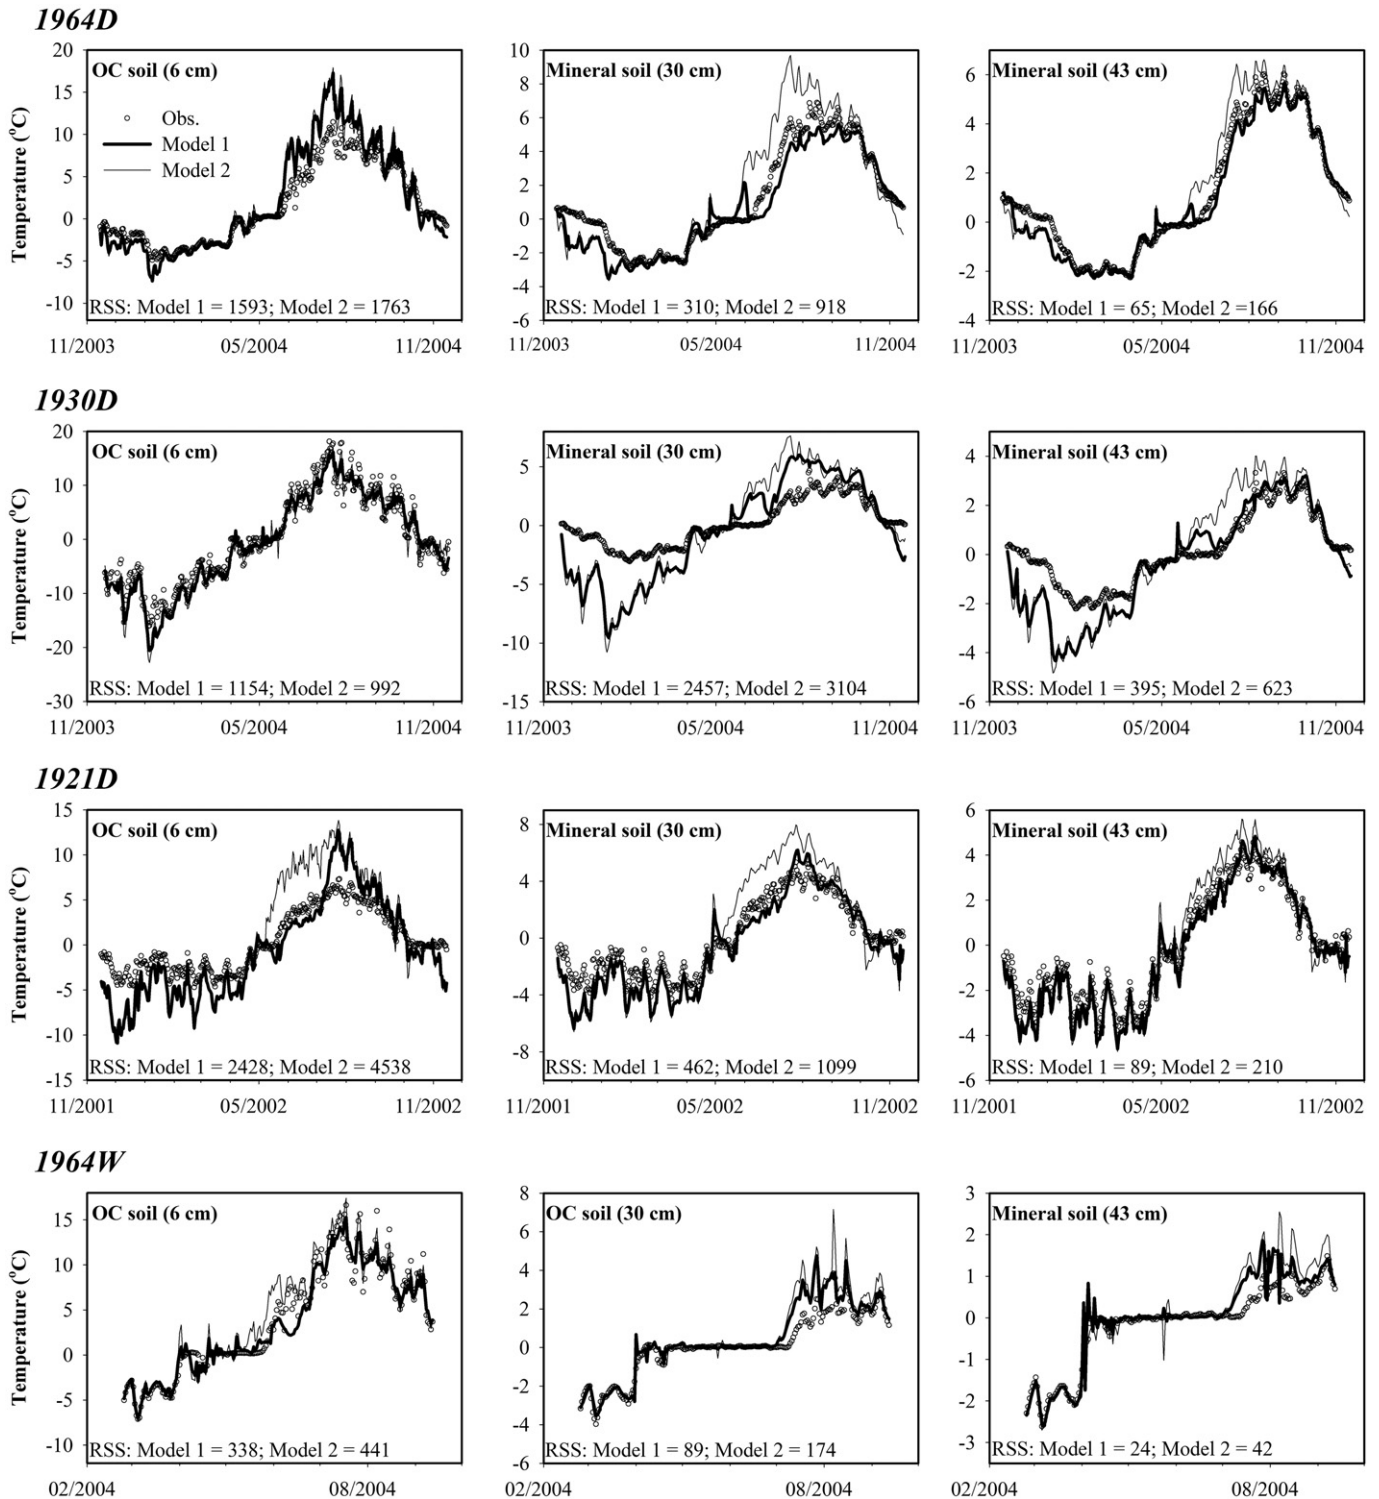 1964D
20
15
10
5
0
-5
-10
Temperature (°C)
OC soil (6 cm)
Obs.
Model 1
Model 2
RSS: Model 1 = 1593; Model 2 = 1763
11/2003 05/2004 11/2004
10
8
6
4
2
0
-2
-4
-6
Mineral soil (30 cm)
RSS: Model 1 = 310; Model 2 = 918
11/2003 05/2004 11/2004
6
4
2
0
-2
-4
Mineral soil (43 cm)
RSS: Model 1 = 65; Model 2 =166
11/2003 05/2004 11/2004
1930D
20
10
0
-10
-20
-30
Temperature (°C)
OC soil (6 cm)
RSS: Model 1 = 1154; Model 2 = 992
11/2003 05/2004 11/2004
5
0
-5
-10
-15
Mineral soil (30 cm)
RSS: Model 1 = 2457; Model 2 = 3104
11/2003 05/2004 11/2004
4
2
0
-2
-4
-6
Mineral soil (43 cm)
RSS: Model 1 = 395; Model 2 = 623
11/2003 05/2004 11/2004
1921D
15
10
5
0
-5
-10
-15
Temperature (°C)
OC soil (6 cm)
RSS: Model 1 = 2428; Model 2 = 4538
11/2001 05/2002 11/2002
8
4
0
-4
-8
Mineral soil (30 cm)
RSS: Model 1 = 462; Model 2 = 1099
11/2001 05/2002 11/2002
6
4
2
0
-2
-4
-6
Mineral soil (43 cm)
RSS: Model 1 = 89; Model 2 = 210
11/2001 05/2002 11/2002
1964W
15
10
5
0
-5
-10
Temperature (°C)
OC soil (6 cm)
RSS: Model 1 = 338; Model 2 = 441
02/2004 08/2004
8
6
4
2
0
-2
-4
-6
OC soil (30 cm)
RSS: Model 1 = 89; Model 2 = 174
08/2004
3
2
1
0
-1
-2
-3
Mineral soil (43 cm)
RSS: Model 1 = 24; Model 2 = 42
02/2004 08/2004